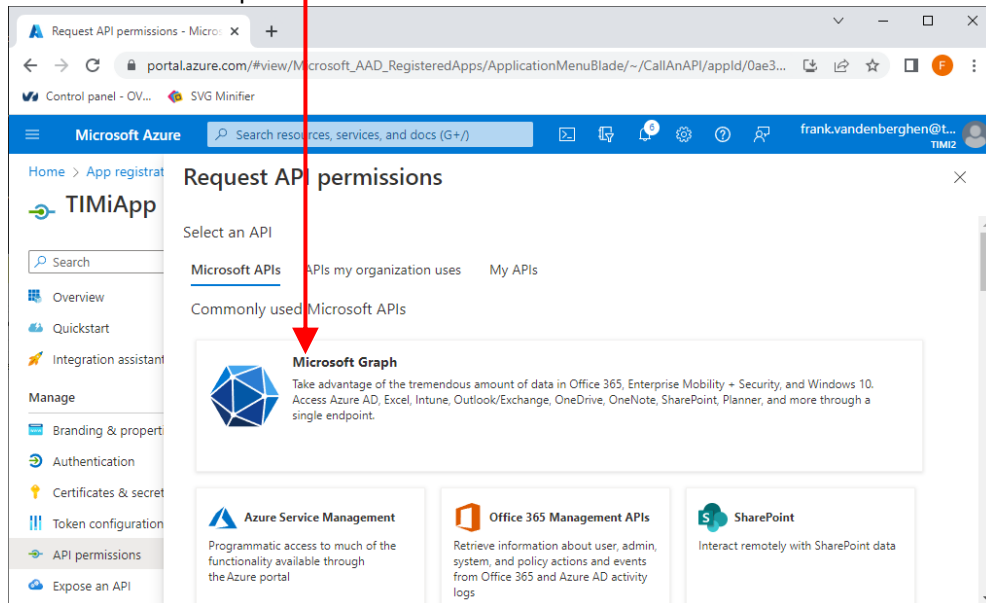 Request API permissions - Micro
portal.azure.com/#view/Microsoft_AAD_RegisteredApps/ApplicationMenuBlade/~/CallAnAPI/appId/0ae3...
F
Control panel - OV...
SVG Minifier
Microsoft Azure
Search resources, services, and docs (G+/)
6
frank.vandenberghen@t...
TIMI2
Home > App registrat
TIMiApp
Search
Overview
Quickstart
Integration assistant
Manage
Branding & properti
Authentication
Certificates & secret
Token configuration
API permissions
Expose an API
Request API permissions
Select an API
Microsoft APIs APIs my organization uses My APIs
Commonly used Microsoft APIs
Microsoft Graph
Take advantage of the tremendous amount of data in Office 365, Enterprise Mobility + Security, and Windows 10.
Access Azure AD, Excel, Intune, Outlook/Exchange, OneDrive, OneNote, SharePoint, Planner, and more through a
single endpoint.
Azure Service Management
Programmatic access to much of the
functionality available through
the Azure portal
Office 365 Management APIs
Retrieve information about user, admin,
system, and policy actions and events
from Office 365 and Azure AD activity
logs
S
SharePoint
Interact remotely with SharePoint data